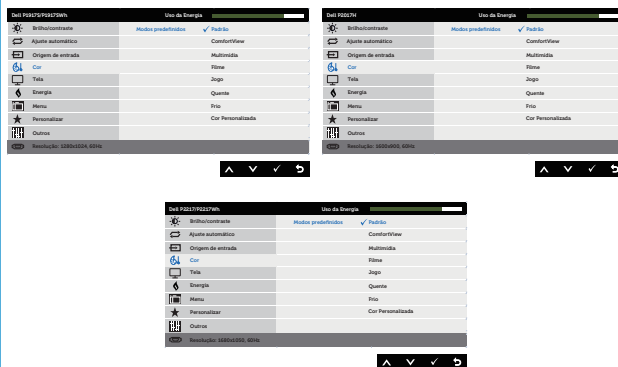 Dell P1917S/P1917SWh Uso da Energia
Brilho/contraste Modos predefinidos Padrão
Ajuste automático ComfortView
Origem de entrada Multimídia
Cor Filme
Tela Jogo
Energia Quente
Menu Frio
Personalizar Cor Personalizada
Outros
Resolução: 1280x1024, 60Hz
Dell P2017H Uso da Energia
Brilho/contraste Modos predefinidos Padrão
Ajuste automático ComfortView
Origem de entrada Multimídia
Cor Filme
Tela Jogo
Energia Quente
Menu Frio
Personalizar Cor Personalizada
Outros
Resolução: 1600x900, 60Hz
Dell P2217/P2217Wh Uso da Energia
Brilho/contraste Modos predefinidos Padrão
Ajuste automático ComfortView
Origem de entrada Multimídia
Cor Filme
Tela Jogo
Energia Quente
Menu Frio
Personalizar Cor Personalizada
Outros
Resolução: 1680x1050, 60Hz